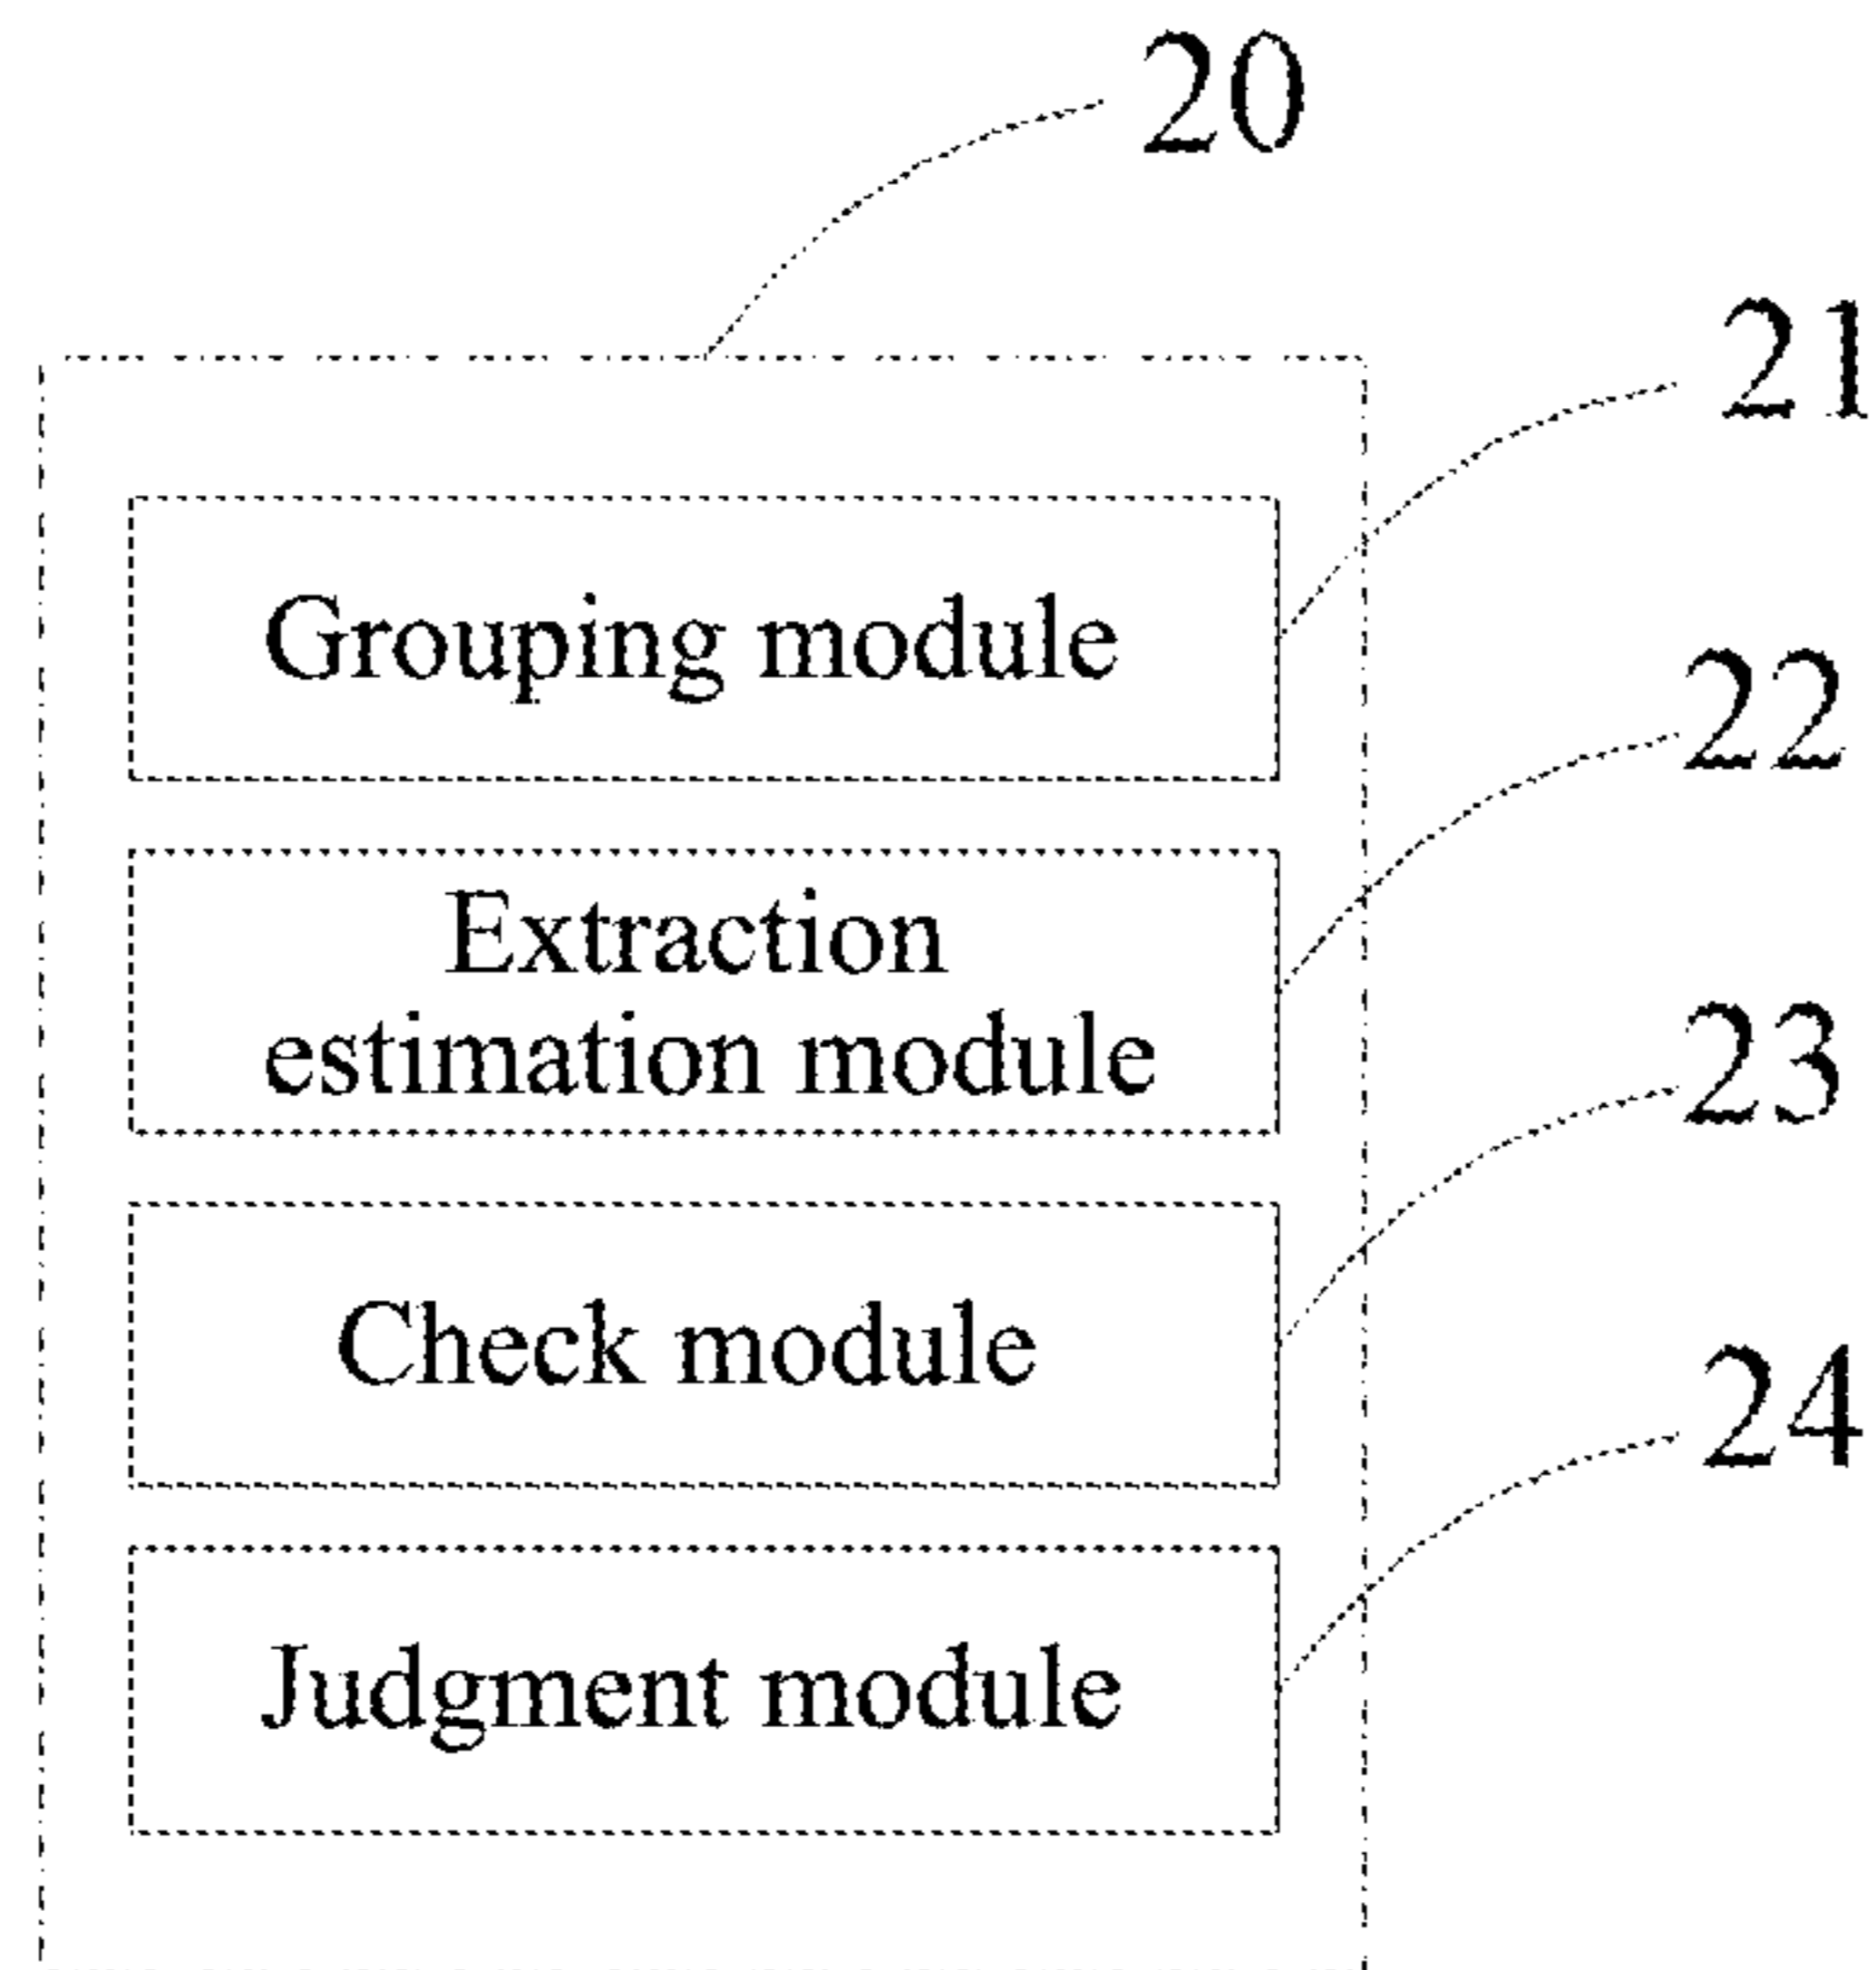 20
21
Grouping module
22
Extraction
estimation module
23
Check module
24
Judgment module